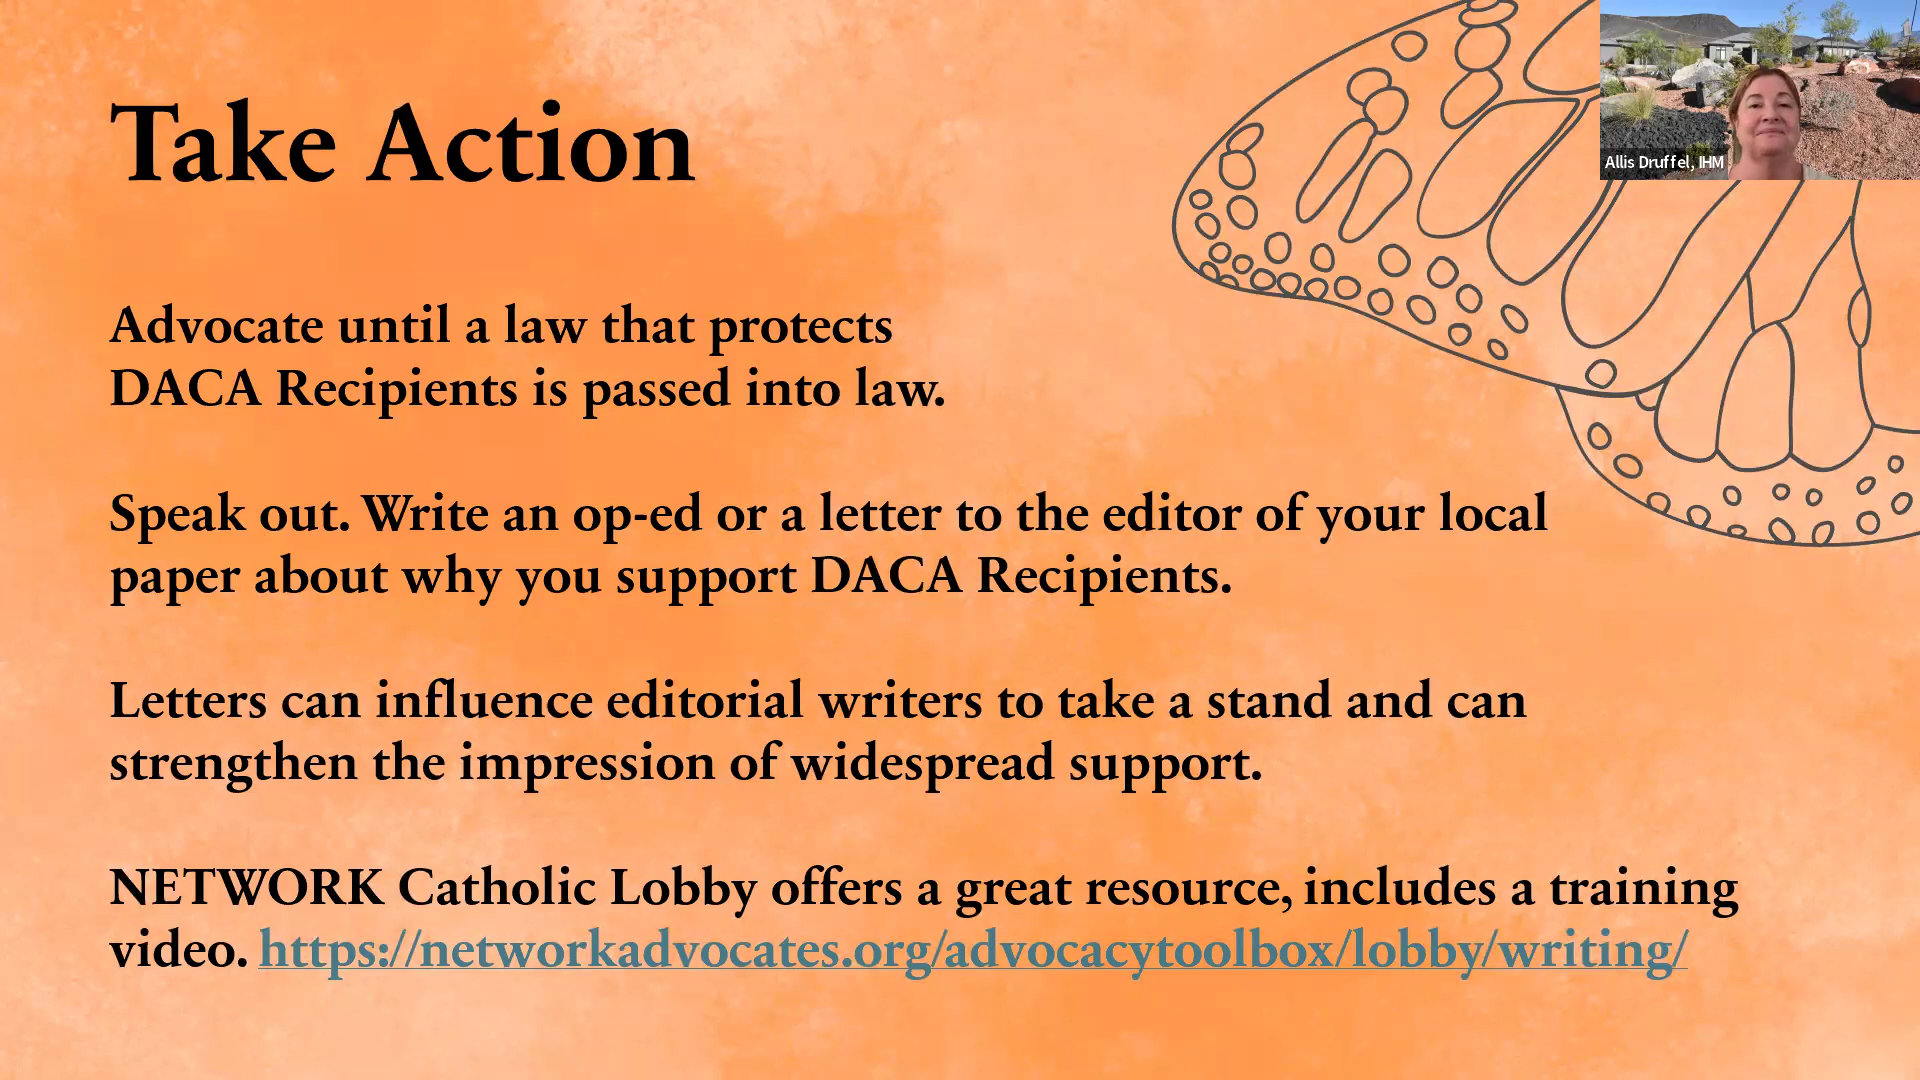 Take Action
Allis Druffel, IHM
Advocate until a law that protects
DACA Recipients is passed into law.
Speak out. Write an op-ed or a letter to the editor of your local
paper about why you support DACA Recipients.
Letters can influence editorial writers to take a stand and can
strengthen the impression of widespread support.
NETWORK Catholic Lobby offers a great resource, includes a training
video. https://networkadvocates.org/advocacytoolbox/lobby/writing/